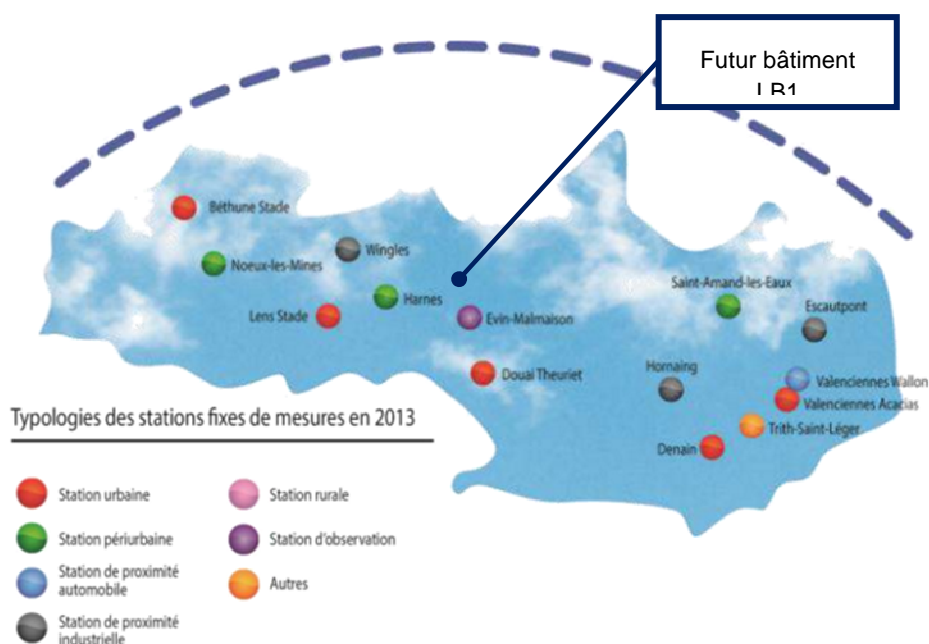 Futur bâtiment
LB1
Béthune Stade
Wingles
Noeux-les-Mines
Harnes
Lens Stade
Evin-Malmaison
Saint-Amand-les-Eaux
Escautpont
Douai Theuriet
Hornaing
Valenciennes Wallon
Valenciennes Acacias
Trith-Saint-Léger
Denain
Typologies des stations fixes de mesures en 2013
Station urbaine
Station périurbaine
Station de proximité
automobile
Station de proximité
industrielle
Station rurale
Station d'observation
Autres